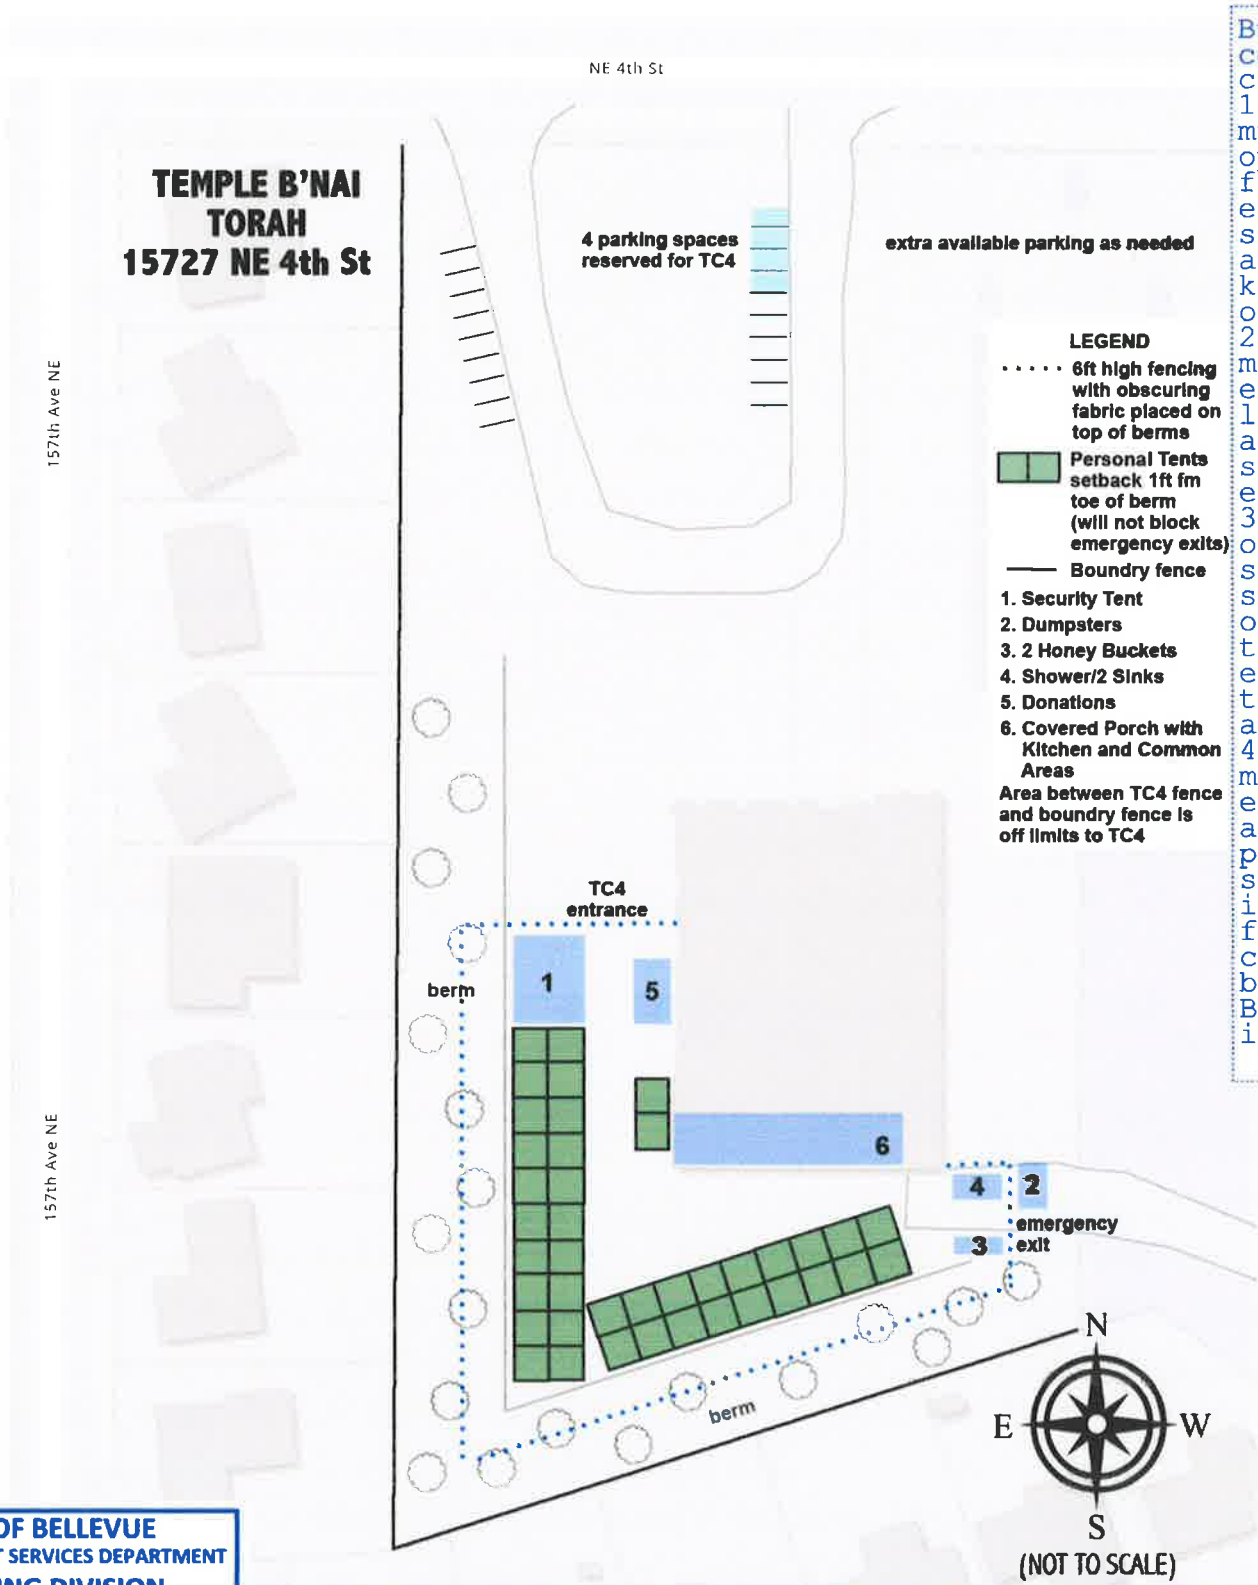 NE 4th St
TEMPLE B'NAI
TORAH
15727 NE 4th St
4 parking spaces
reserved for TC4
extra available parking as needed
157th Ave NE
LEGEND
6ft high fencing
with obscuring
fabric placed on
top of berms
Personal Tents
setback 1ft fm
toe of berm
(will not block
emergency exits)
Boundry fence
1. Security Tent
2. Dumpsters
3. 2 Honey Buckets
4. Shower/2 Sinks
5. Donations
6. Covered Porch with
Kitchen and Common
Areas
Area between TC4 fence
and boundry fence is
off limits to TC4
TC4
entrance
berm
1
5
6
4
2
3
emergency
exit
157th Ave NE
berm
N
E
W
S
(NOT TO SCALE)
OF BELLEVUE
SERVICES DEPARTMENT
DIVISION